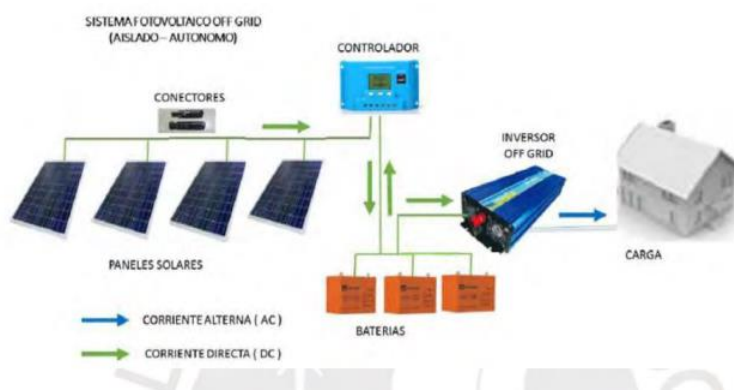 SISTEMA FOTOVOLTAICO OFF GRID
(AISLADO – AUTONOMO)
CONTROLADOR
CONECTORES
INVERSOR
OFF GRID
PANELES SOLARES
CARGA
BATERIAS
CORRIENTE ALTERNA ( AC )
CORRIENTE DIRECTA ( DC )